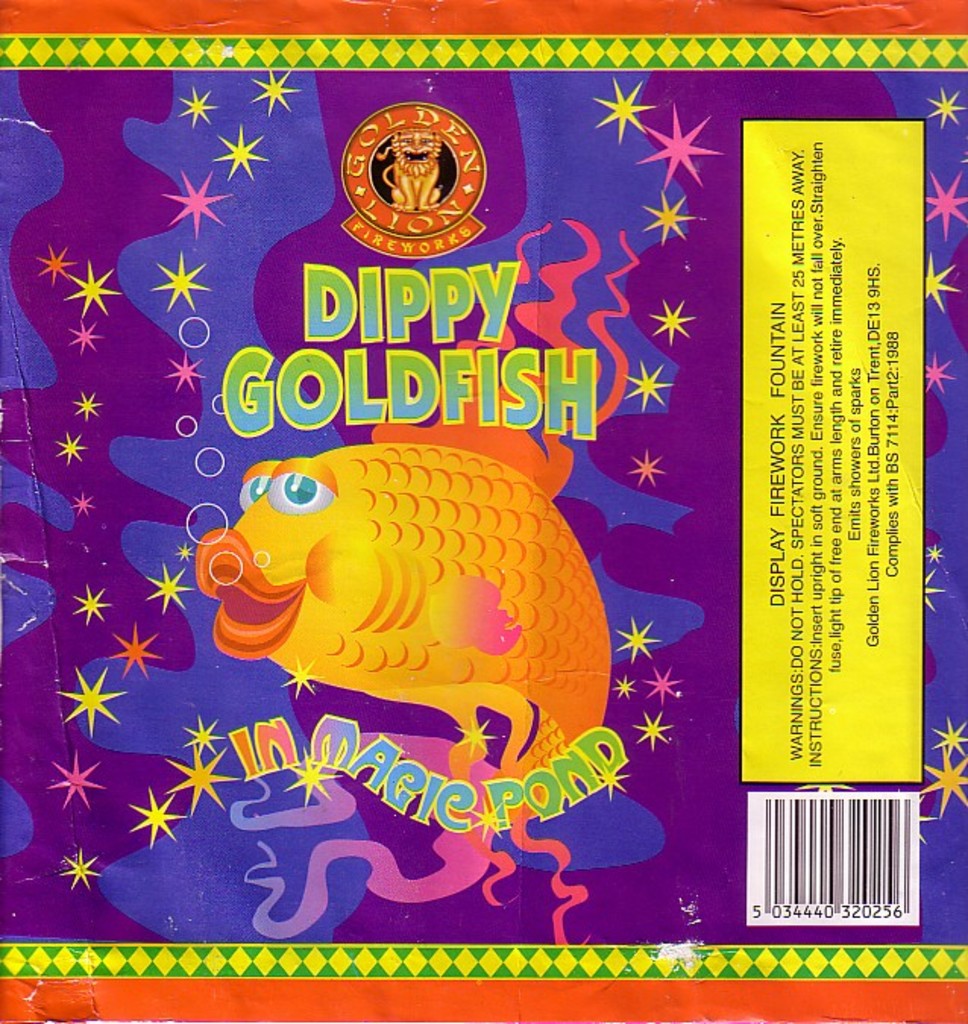 GOLDEN
LION
FIREWORKS
DIPPY
GOLDFISH
IN MAGIC POND
DISPLAY FIREWORK FOUNTAIN
WARNINGS:DO NOT HOLD. SPECTATORS MUST BE AT LEAST 25 METRES AWAY.
INSTRUCTIONS:Insert upright in soft ground. Ensure firework will not fall over.Straighten
fuse,light tip of free end at arms length and retire immediately.
Emits showers of sparks
Golden Lion Fireworks Ltd.Burton on Trent,DE13 9HS.
Complies with BS 7114:Part2:1988
5 034440 320256